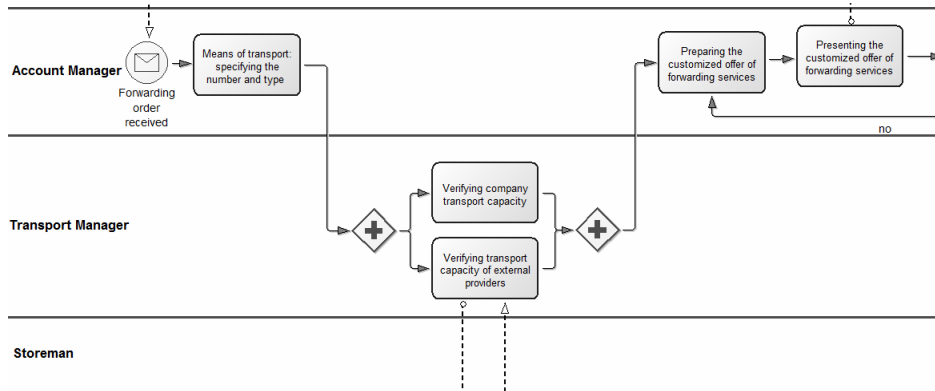 Account Manager
Forwarding
order
received
Means of transport:
specifying the
number and type
Preparing the
customized offer of
forwarding services
Presenting the
customized offer of
forwarding services
no
Transport Manager
Verifying company
transport capacity
Verifying transport
capacity of external
providers
Storeman